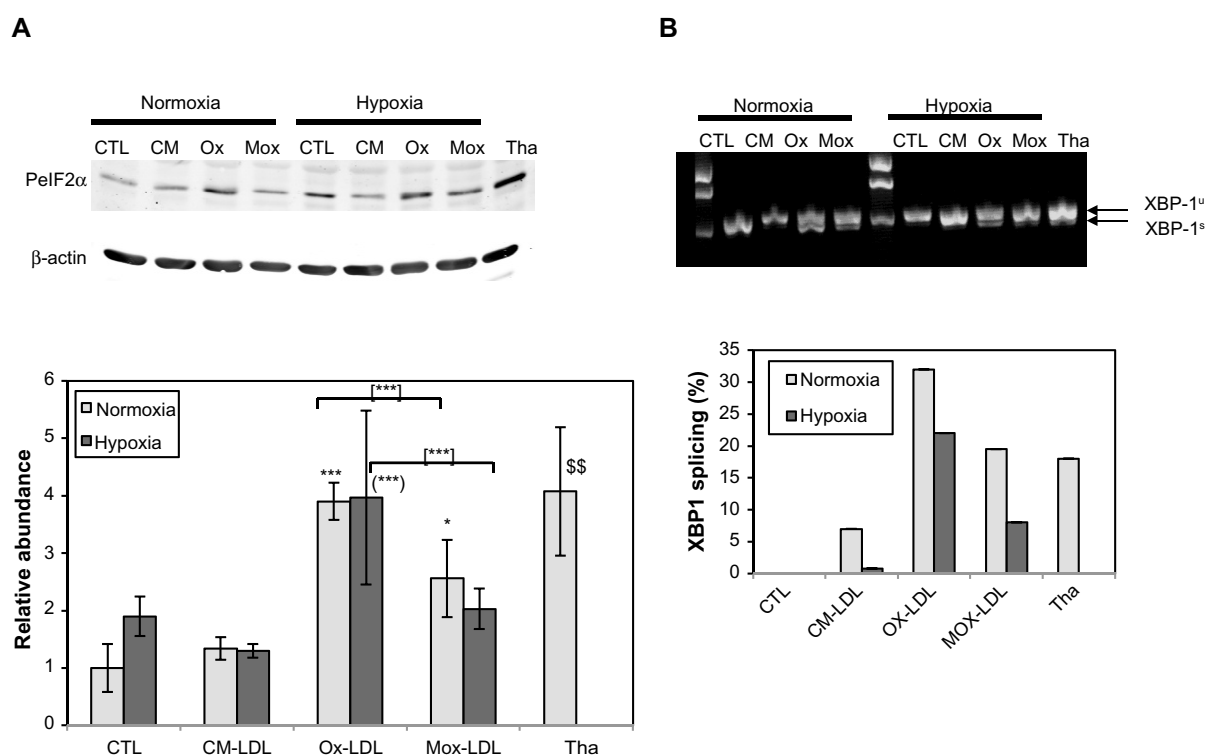 A
Normoxia Hypoxia
CTL CM Ox Mox CTL CM Ox Mox Tha
PeIF2α
β-actin
6
5
4
3
2
1
0
Relative abundance
Normoxia
Hypoxia
[***]
[***]
***
(***)
*
$$
CTL CM-LDL Ox-LDL Mox-LDL Tha
B
Normoxia Hypoxia
CTL CM Ox Mox CTL CM Ox Mox Tha
XBP-1ᵘ
XBP-1ˢ
35
30
25
20
15
10
5
0
XBP1 splicing (%)
Normoxia
Hypoxia
CTL CM-LDL OX-LDL MOX-LDL Tha